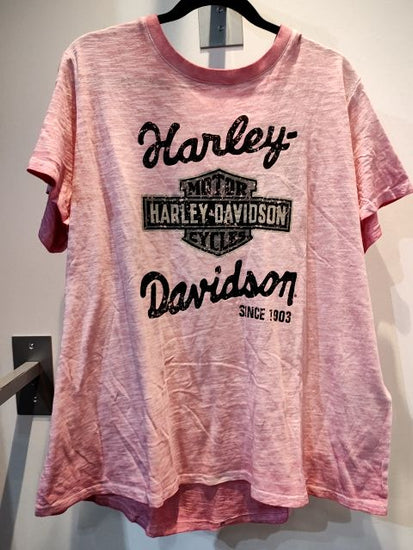 Harley-
MOTOR
HARLEY-DAVIDSON
CYCLES
Davidson
SINCE 1903